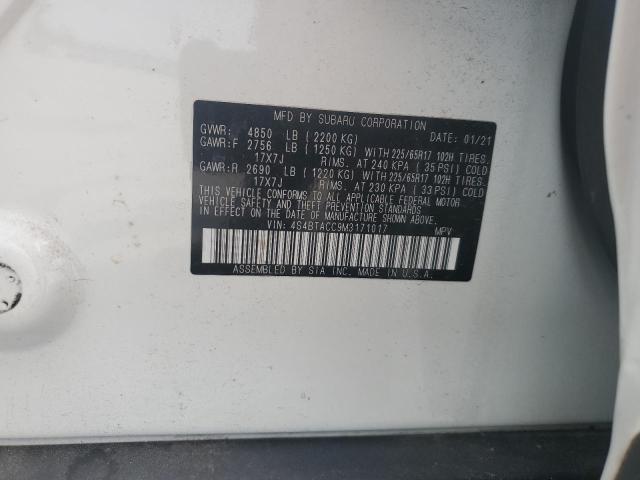 MFD BY SUBARU CORPORATION
GVWR: 4850 LB (2200 KG) DATE: 01/21
GAWR:F 2756 LB (1250 KG) WITH 225/65R17 102H TIRES.
17X7J RIMS. AT 240 KPA (35 PSI) COLD
GAWR:R 2690 LB (1220 KG) WITH 225/65R17 102H TIRES.
17X7J RIMS. AT 230 KPA (33 PSI) COLD
THIS VEHICLE CONFORMS TO ALL APPLICABLE FEDERAL MOTOR
VEHICLE SAFETY AND THEFT PREVENTION STANDARDS
IN EFFECT ON THE DATE OF MANUFACTURE SHOWN ABOVE.
VIN: 4S4BTACC9M3171017 MPV
ASSEMBLED BY SIA INC. MADE IN U.S.A.